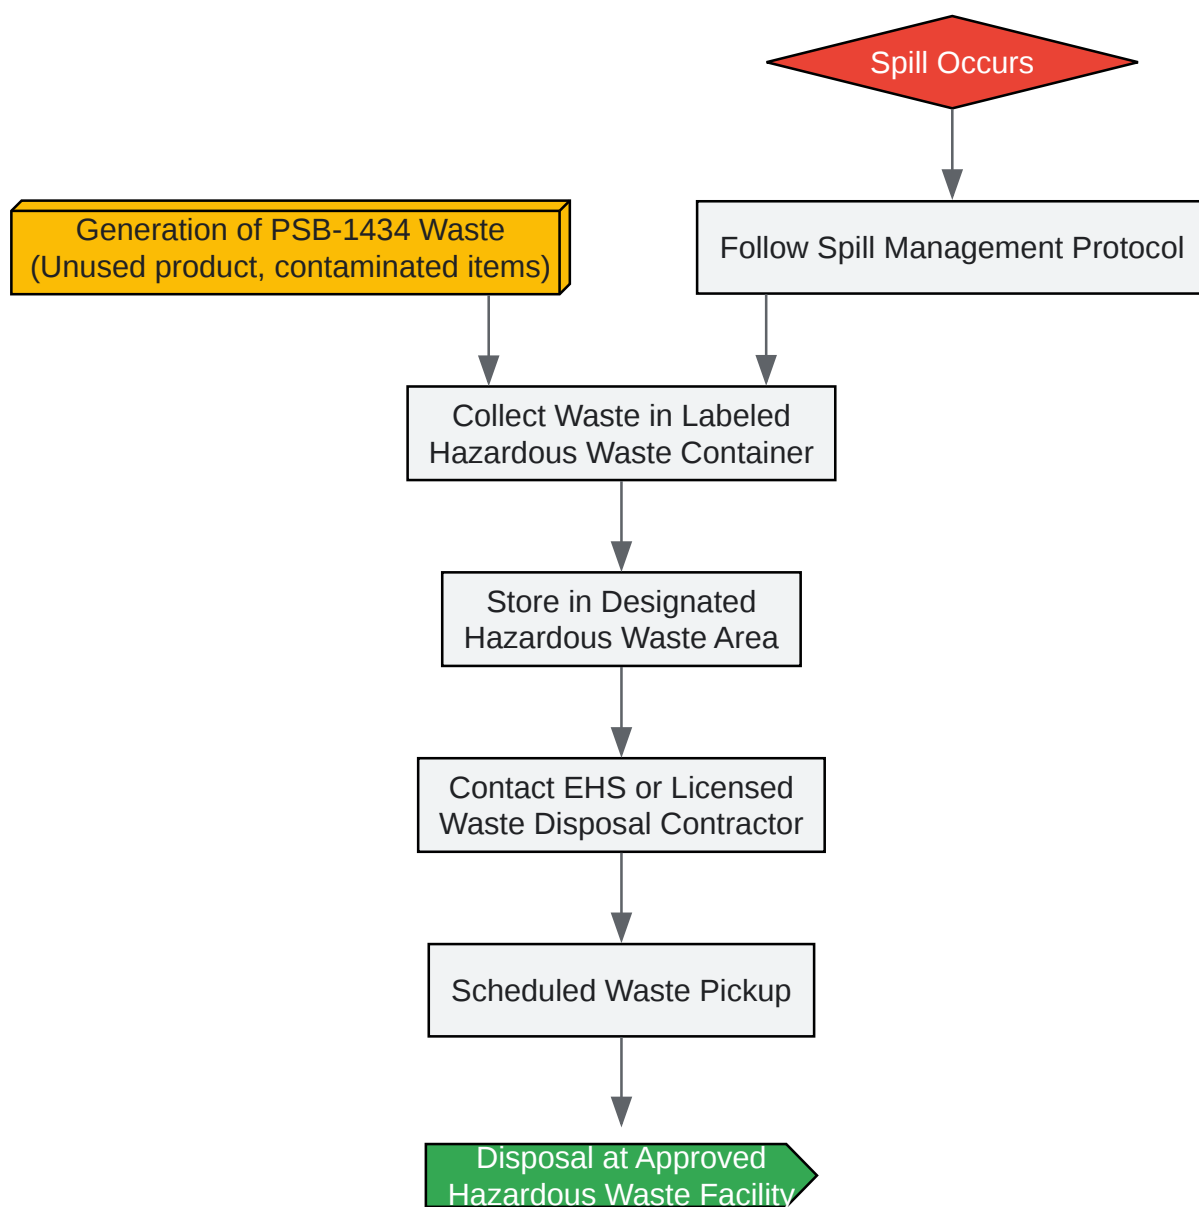 Spill Occurs
Generation of PSB-1434 Waste
(Unused product, contaminated items)
Follow Spill Management Protocol
Collect Waste in Labeled
Hazardous Waste Container
Store in Designated
Hazardous Waste Area
Contact EHS or Licensed
Waste Disposal Contractor
Scheduled Waste Pickup
Disposal at Approved
Hazardous Waste Facility